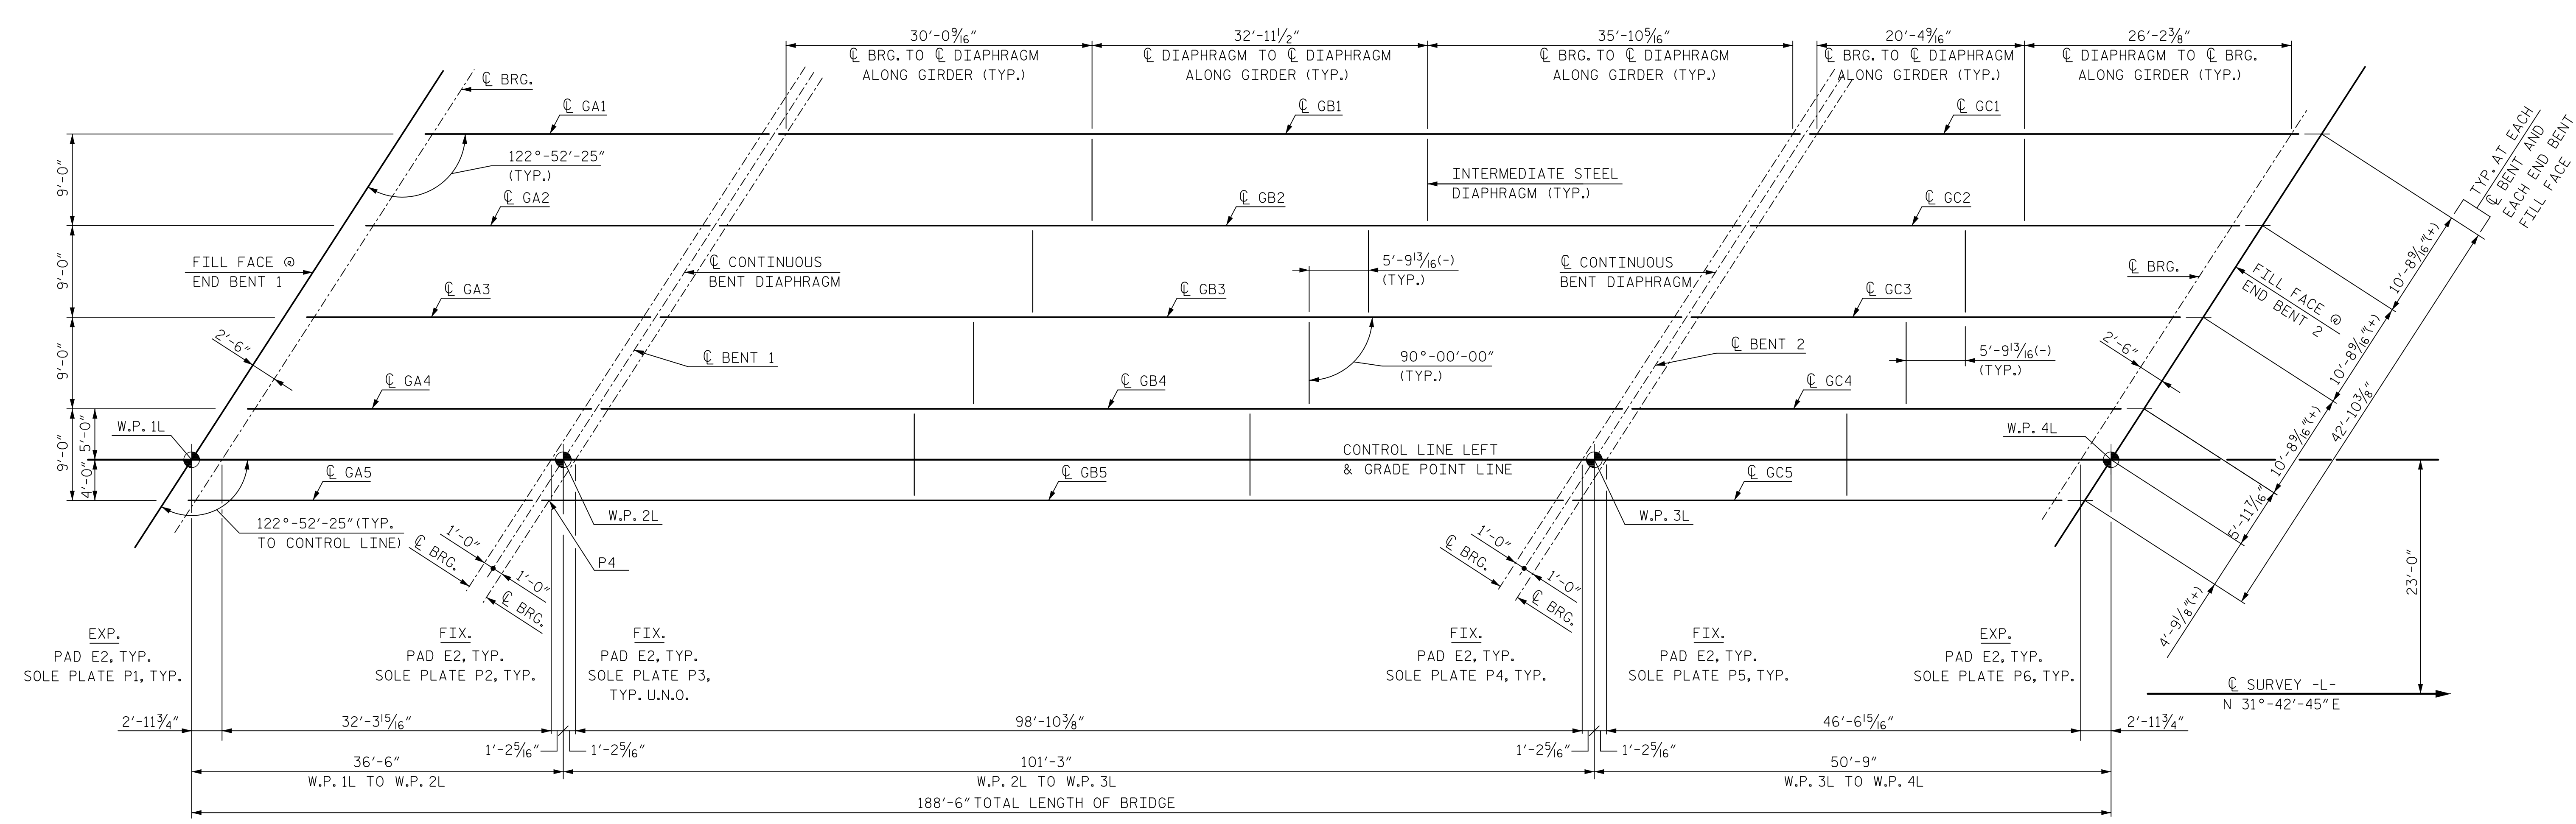 30'-0 9/16"
℄ BRG. TO ℄ DIAPHRAGM
ALONG GIRDER (TYP.)
32'-11 1/2"
℄ DIAPHRAGM TO ℄ DIAPHRAGM
ALONG GIRDER (TYP.)
35'-10 5/16"
℄ BRG. TO ℄ DIAPHRAGM
ALONG GIRDER (TYP.)
20'-4 9/16"
℄ BRG. TO ℄ DIAPHRAGM
ALONG GIRDER (TYP.)
26'-2 3/8"
℄ DIAPHRAGM TO ℄ BRG.
ALONG GIRDER (TYP.)
℄ BRG.
℄ GA1
℄ GB1
℄ GC1
TYP. AT EACH
℄ BENT AND
EACH END BENT
FILL FACE
122°-52'-25"
(TYP.)
INTERMEDIATE STEEL
DIAPHRAGM (TYP.)
9'-0"
9'-0"
9'-0"
9'-0"
℄ GA2
℄ GB2
℄ GC2
FILL FACE @
END BENT 1
℄ CONTINUOUS
BENT DIAPHRAGM
5'-9 13/16(-)
(TYP.)
℄ CONTINUOUS
BENT DIAPHRAGM
℄ BRG.
FILL FACE @
END BENT 2
10'-8 9/16"(+)
10'-8 9/16"(+)
10'-8 9/16"(+)
42'-10 3/8"
5'-11 7/16"
4'-9 1/8"(+)
℄ GA3
℄ GB3
℄ GC3
2'-6"
℄ BENT 1
90°-00'-00"
(TYP.)
℄ BENT 2
5'-9 13/16(-)
(TYP.)
2'-6"
℄ GA4
℄ GB4
℄ GC4
5'-0"
4'-0"
W.P. 1L
CONTROL LINE LEFT
& GRADE POINT LINE
W.P. 4L
℄ GA5
℄ GB5
℄ GC5
122°-52'-25" (TYP.
TO CONTROL LINE)
W.P. 2L
W.P. 3L
P4
1'-0"
℄ BRG.
1'-0"
℄ BRG.
1'-0"
℄ BRG.
1'-0"
℄ BRG.
23'-0"
EXP.
PAD E2, TYP.
SOLE PLATE P1, TYP.
FIX.
PAD E2, TYP.
SOLE PLATE P2, TYP.
FIX.
PAD E2, TYP.
SOLE PLATE P3,
TYP. U.N.O.
FIX.
PAD E2, TYP.
SOLE PLATE P4, TYP.
FIX.
PAD E2, TYP.
SOLE PLATE P5, TYP.
EXP.
PAD E2, TYP.
SOLE PLATE P6, TYP.
℄ SURVEY -L-
N 31°-42'-45" E
2'-11 3/4"
32'-3 15/16"
98'-10 3/8"
46'-6 15/16"
2'-11 3/4"
1'-2 5/16"
1'-2 5/16"
1'-2 5/16"
1'-2 5/16"
36'-6"
W.P. 1L TO W.P. 2L
101'-3"
W.P. 2L TO W.P. 3L
50'-9"
W.P. 3L TO W.P. 4L
188'-6" TOTAL LENGTH OF BRIDGE